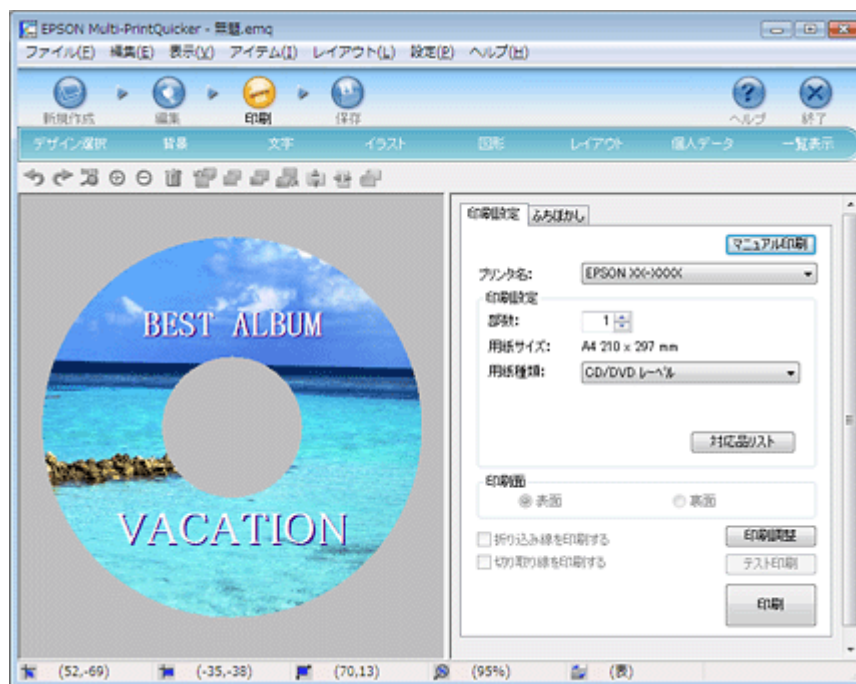 EPSON Multi-PrintQuicker - 無題.emq
ファイル(F) 編集(E) 表示(V) アイテム(I) レイアウト(L) 設定(P) ヘルプ(H)
新規作成 編集 印刷 保存 ヘルプ 終了
デザイン選択 背景 文字 イラスト 図形 レイアウト 個人データ 一覧表示
BEST ALBUM
VACATION
印刷設定 ふちぼかし
マニュアル印刷
プリンタ名: EPSON XX-XXXX
印刷設定
部数: 1
用紙サイズ: A4 210 x 297 mm
用紙種類: CD/DVD レーベル
対応品リスト
印刷面
表面 裏面
折り込み線を印刷する 印刷調整
切り取り線を印刷する テスト印刷
印刷
(52,-69) (-35,-38) (70,13) (95%) (表)